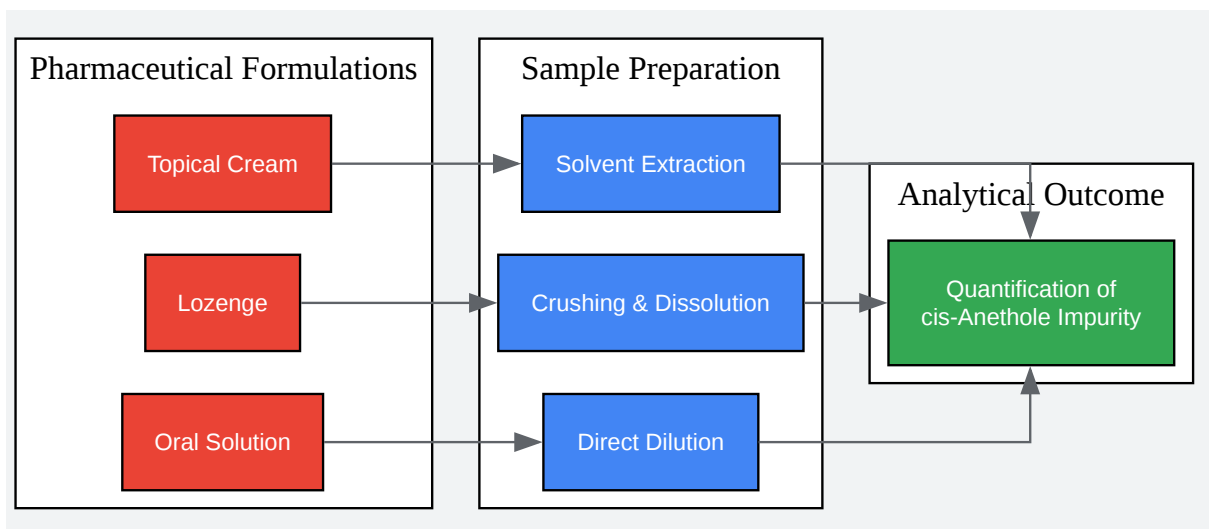 Pharmaceutical Formulations
Topical Cream
Lozenge
Oral Solution
Sample Preparation
Solvent Extraction
Crushing & Dissolution
Direct Dilution
Analytical Outcome
Quantification of
cis-Anethole Impurity